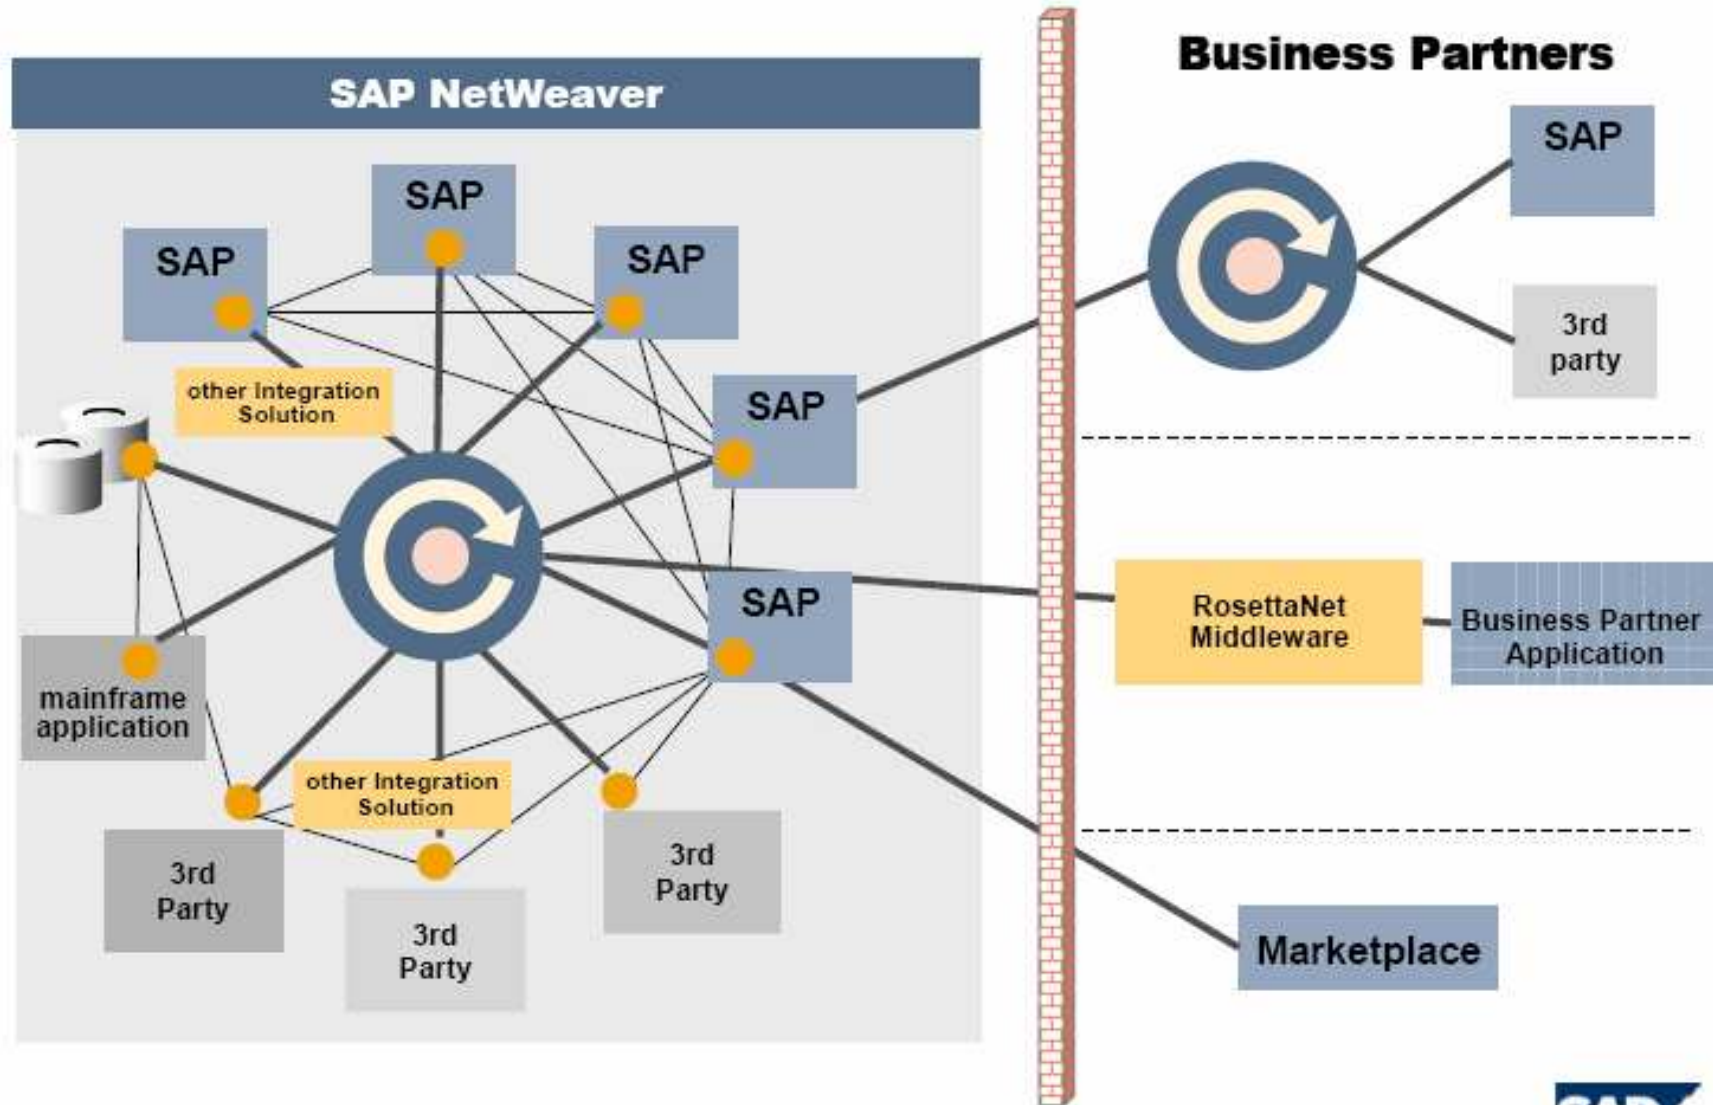 SAP NetWeaver
Business Partners
SAP
SAP
SAP
SAP
SAP
other Integration
Solution
mainframe
application
other Integration
Solution
3rd
Party
3rd
Party
3rd
Party
SAP
3rd
party
RosettaNet
Middleware
Business Partner
Application
Marketplace
SAP